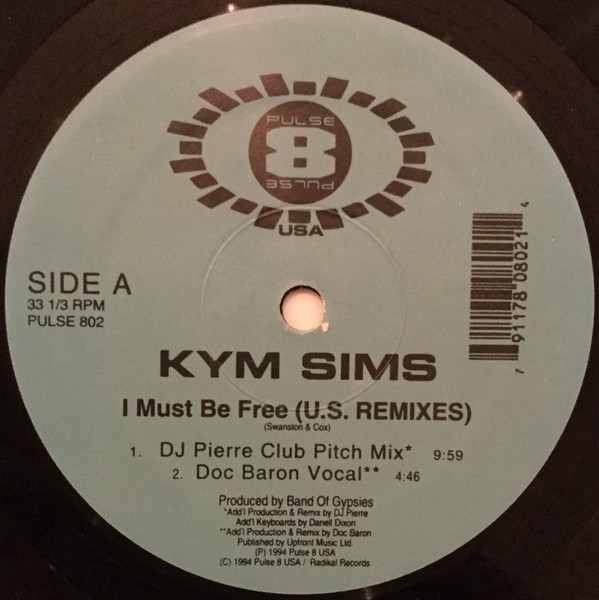 PULSE
8
PULSE
USA
SIDE A
33 1/3 RPM
PULSE 802
7 91178 08021 4
KYM SIMS
I Must Be Free (U.S. REMIXES)
(Swanston & Cox)
1. DJ Pierre Club Pitch Mix* 9:59
2. Doc Baron Vocal** 4:46
Produced by Band Of Gypsies
*Add'l Production & Remix by DJ Pierre
Add'l Keyboards by Daneil Dixon
**Add'l Production & Remix by Doc Baron
Published by Upfront Music Ltd.
(P) 1994 Pulse 8 USA
(C) 1994 Pulse 8 USA / Radikal Records